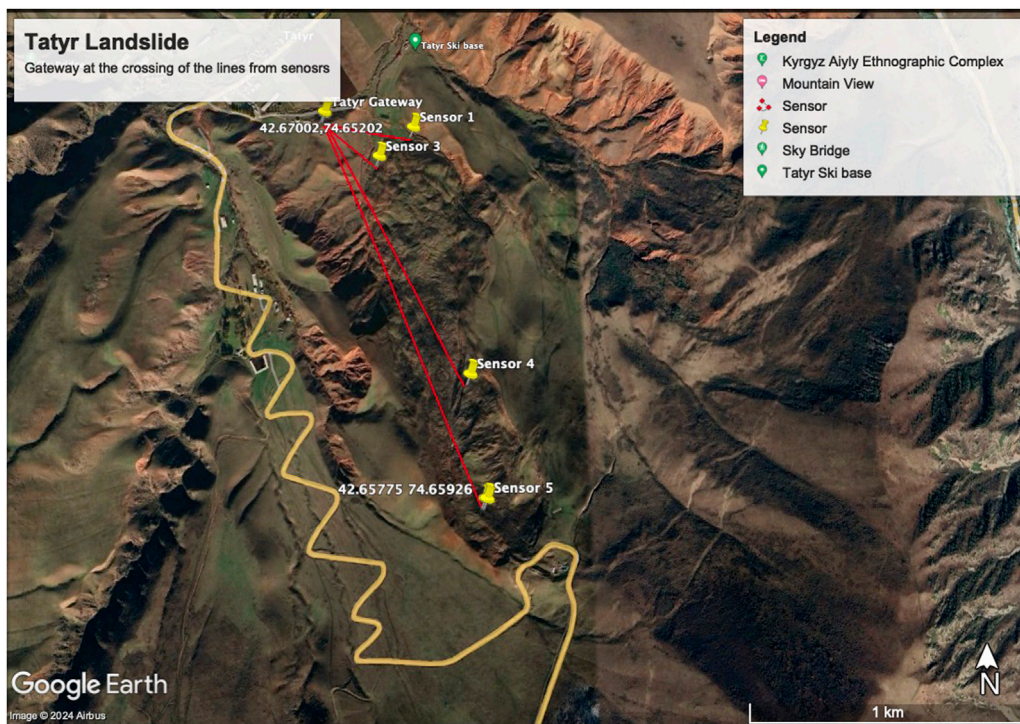 Tatyr Landslide
Gateway at the crossing of the lines from senosrs
Tatyr
Tatyr Ski base
Tatyr Gateway
Sensor 1
42.67002,74.65202
Sensor 3
Sensor 4
42.65775 74.65926
Sensor 5
Legend
Kyrgyz Aiyly Ethnographic Complex
Mountain View
Sensor
Sensor
Sky Bridge
Tatyr Ski base
Google Earth
Image © 2024 Airbus
N
1 km